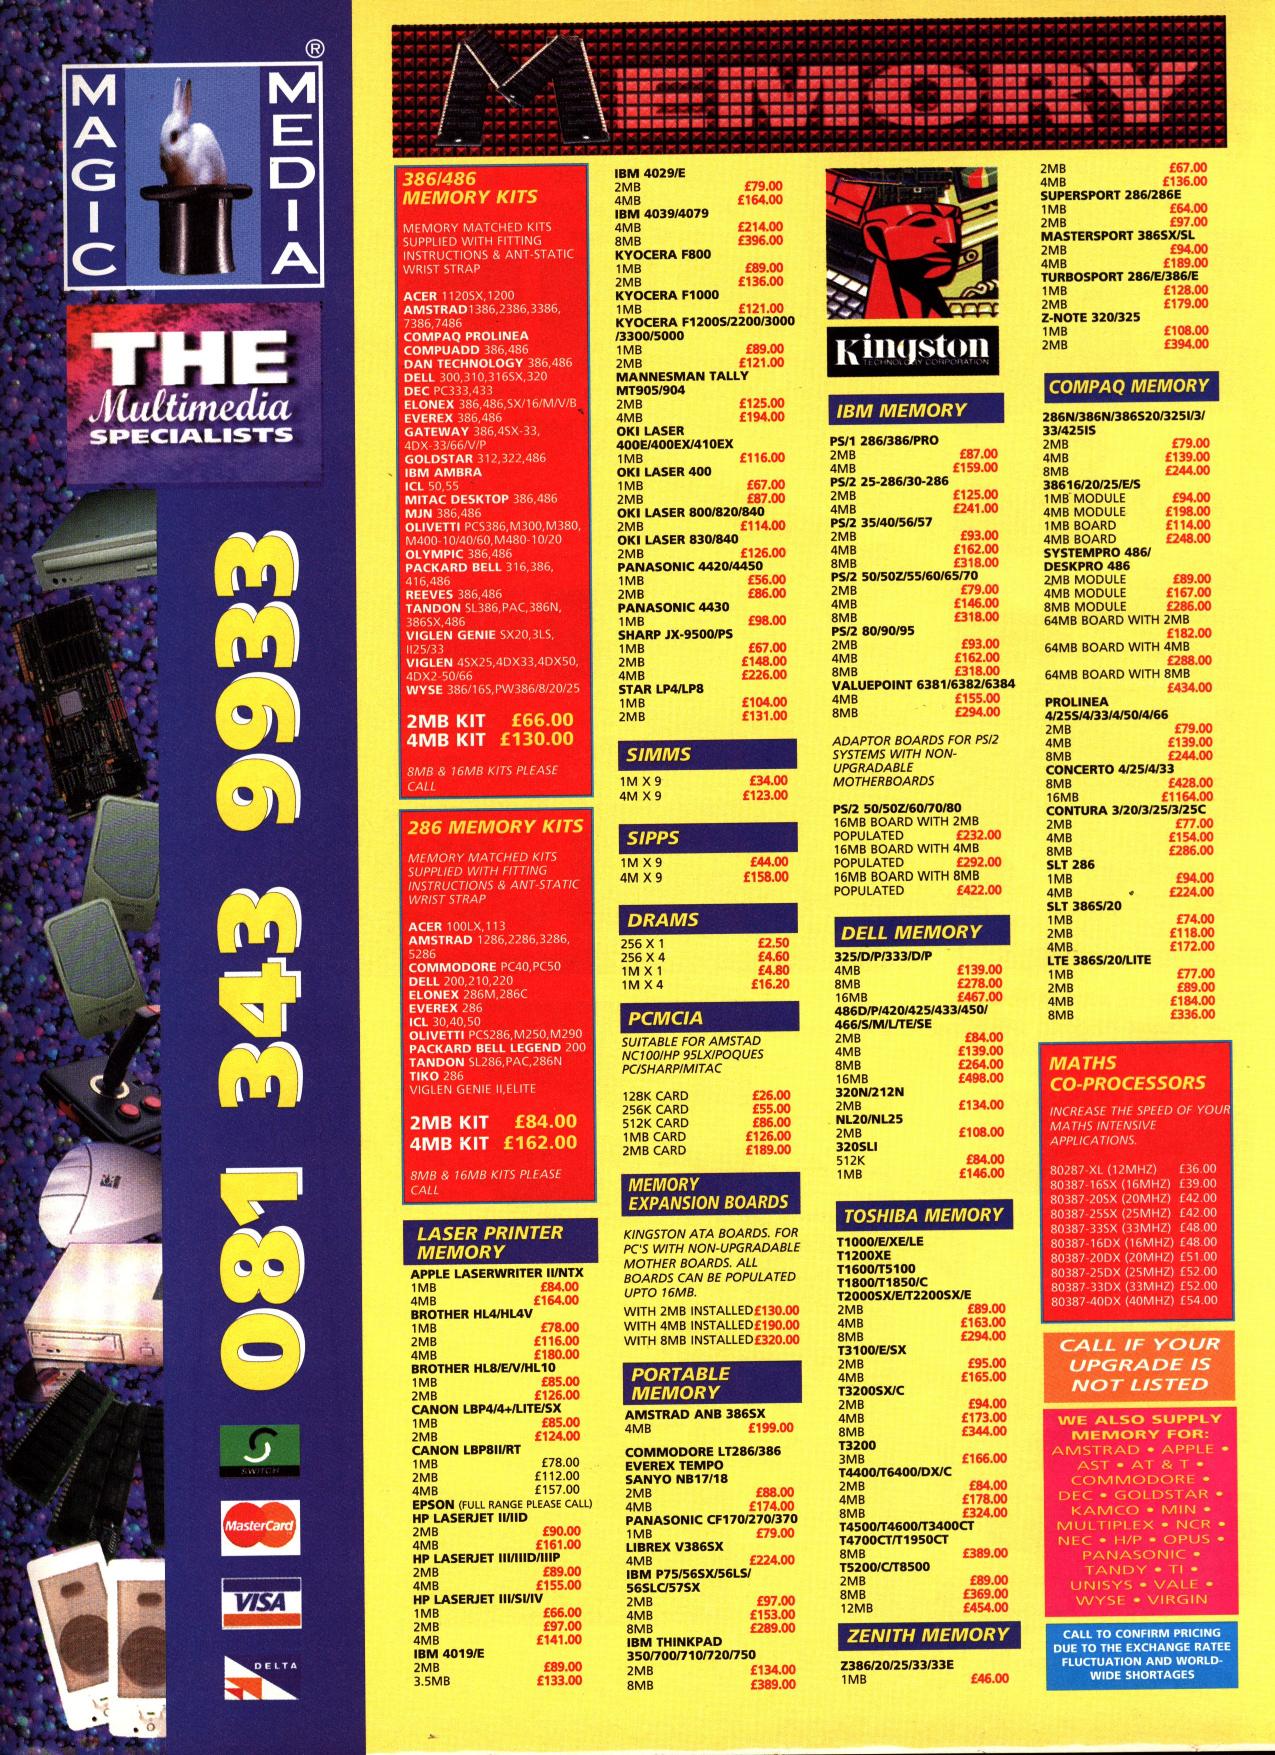 MAGIC
MEDIA
®
THE
Multimedia
SPECIALISTS
081 343 9933
SWITCH
MasterCard
VISA
DELTA
MEMORY
386/486
MEMORY KITS
MEMORY MATCHED KITS
SUPPLIED WITH FITTING
INSTRUCTIONS & ANT-STATIC
WRIST STRAP
ACER 1120SX,1200
AMSTRAD1386,2386,3386,
7386,7486
COMPAQ PROLINEA
COMPUADD 386,486
DAN TECHNOLOGY 386,486
DELL 300,310,316SX,320
DEC PC333,433
ELONEX 386,486,SX/16/M/V/B
EVEREX 386,486
GATEWAY 386,4SX-33,
4DX-33/66/V/P
GOLDSTAR 312,322,486
IBM AMBRA
ICL 50,55
MITAC DESKTOP 386,486
MJN 386,486
OLIVETTI PCS386,M300,M380,
M400-10/40/60,M480-10/20
OLYMPIC 386,486
PACKARD BELL 316,386,
416,486
REEVES 386,486
TANDON SL386,PAC,386N,
386SX,486
VIGLEN GENIE SX20,3LS,
II25/33
VIGLEN 4SX25,4DX33,4DX50,
4DX2-50/66
WYSE 386/16S,PW386/8/20/25
2MB KIT £66.00
4MB KIT £130.00
8MB & 16MB KITS PLEASE
CALL
286 MEMORY KITS
MEMORY MATCHED KITS
SUPPLIED WITH FITTING
INSTRUCTIONS & ANT-STATIC
WRIST STRAP
ACER 100LX,113
AMSTRAD 1286,2286,3286,
5286
COMMODORE PC40,PC50
DELL 200,210,220
ELONEX 286M,286C
EVEREX 286
ICL 30,40,50
OLIVETTI PCS286,M250,M290
PACKARD BELL LEGEND 200
TANDON SL286,PAC,286N
TIKO 286
VIGLEN GENIE II,ELITE
2MB KIT £84.00
4MB KIT £162.00
8MB & 16MB KITS PLEASE
CALL
LASER PRINTER
MEMORY
APPLE LASERWRITER II/NTX
1MB £84.00
4MB £164.00
BROTHER HL4/HL4V
1MB £78.00
2MB £116.00
4MB £180.00
BROTHER HL8/E/V/HL10
1MB £85.00
2MB £126.00
CANON LBP4/4+/LITE/SX
1MB £85.00
2MB £124.00
CANON LBP8II/RT
1MB £78.00
2MB £112.00
4MB £157.00
EPSON (FULL RANGE PLEASE CALL)
HP LASERJET II/IID
2MB £90.00
4MB £161.00
HP LASERJET III/IIID/IIIP
2MB £89.00
4MB £155.00
HP LASERJET III/SI/IV
1MB £66.00
2MB £97.00
4MB £141.00
IBM 4019/E
2MB £89.00
3.5MB £133.00
IBM 4029/E
2MB £79.00
4MB £164.00
IBM 4039/4079
4MB £214.00
8MB £396.00
KYOCERA F800
1MB £89.00
2MB £136.00
KYOCERA F1000
1MB £121.00
KYOCERA F1200S/2200/3000
/3300/5000
1MB £89.00
2MB £121.00
MANNESMAN TALLY
MT905/904
2MB £125.00
4MB £194.00
OKI LASER
400E/400EX/410EX
1MB £116.00
OKI LASER 400
1MB £67.00
2MB £87.00
OKI LASER 800/820/840
2MB £114.00
OKI LASER 830/840
2MB £126.00
PANASONIC 4420/4450
1MB £56.00
2MB £86.00
PANASONIC 4430
1MB £98.00
SHARP JX-9500/PS
1MB £67.00
2MB £148.00
4MB £226.00
STAR LP4/LP8
1MB £104.00
2MB £131.00
SIMMS
1M X 9 £34.00
4M X 9 £123.00
SIPPS
1M X 9 £44.00
4M X 9 £158.00
DRAMS
256 X 1 £2.50
256 X 4 £4.60
1M X 1 £4.80
1M X 4 £16.20
PCMCIA
SUITABLE FOR AMSTAD
NC100/HP 95LX/POQUES
PC/SHARP/MITAC
128K CARD £26.00
256K CARD £55.00
512K CARD £86.00
1MB CARD £126.00
2MB CARD £189.00
MEMORY
EXPANSION BOARDS
KINGSTON ATA BOARDS. FOR
PC'S WITH NON-UPGRADABLE
MOTHER BOARDS. ALL
BOARDS CAN BE POPULATED
UPTO 16MB.
WITH 2MB INSTALLED £130.00
WITH 4MB INSTALLED £190.00
WITH 8MB INSTALLED £320.00
PORTABLE
MEMORY
AMSTRAD ANB 386SX
4MB £199.00
COMMODORE LT286/386
EVEREX TEMPO
SANYO NB17/18
2MB £88.00
4MB £174.00
PANASONIC CF170/270/370
1MB £79.00
LIBREX V386SX
4MB £224.00
IBM P75/56SX/56LS/
56SLC/57SX
2MB £97.00
4MB £153.00
8MB £289.00
IBM THINKPAD
350/700/710/720/750
2MB £134.00
8MB £389.00
Kingston
TECHNOLOGY CORPORATION
IBM MEMORY
PS/1 286/386/PRO
2MB £87.00
4MB £159.00
PS/2 25-286/30-286
2MB £125.00
4MB £241.00
PS/2 35/40/56/57
2MB £93.00
4MB £162.00
8MB £318.00
PS/2 50/50Z/55/60/65/70
2MB £79.00
4MB £146.00
8MB £318.00
PS/2 80/90/95
2MB £93.00
4MB £162.00
8MB £318.00
VALUEPOINT 6381/6382/6384
4MB £155.00
8MB £294.00
ADAPTOR BOARDS FOR PS/2
SYSTEMS WITH NON-
UPGRADABLE
MOTHERBOARDS
PS/2 50/50Z/60/70/80
16MB BOARD WITH 2MB
POPULATED £232.00
16MB BOARD WITH 4MB
POPULATED £292.00
16MB BOARD WITH 8MB
POPULATED £422.00
DELL MEMORY
325/D/P/333/D/P
4MB £139.00
8MB £278.00
16MB £467.00
486D/P/420/425/433/450/
466/S/M/L/TE/SE
2MB £84.00
4MB £139.00
8MB £264.00
16MB £498.00
320N/212N
2MB £134.00
NL20/NL25
2MB £108.00
320SLI
512K £84.00
1MB £146.00
TOSHIBA MEMORY
T1000/E/XE/LE
T1200XE
T1600/T5100
T1800/T1850/C
T2000SX/E/T2200SX/E
2MB £89.00
4MB £163.00
8MB £294.00
T3100/E/SX
2MB £95.00
4MB £165.00
T3200SX/C
2MB £94.00
4MB £173.00
8MB £344.00
T3200
3MB £166.00
T4400/T6400/DX/C
2MB £84.00
4MB £178.00
8MB £324.00
T4500/T4600/T3400CT
T4700CT/T1950CT
8MB £389.00
T5200/C/T8500
2MB £89.00
8MB £369.00
12MB £454.00
ZENITH MEMORY
Z386/20/25/33/33E
1MB £46.00
2MB £67.00
4MB £136.00
SUPERSPORT 286/286E
1MB £64.00
2MB £97.00
MASTERSPORT 386SX/SL
2MB £94.00
4MB £189.00
TURBOSPORT 286/E/386/E
1MB £128.00
2MB £179.00
Z-NOTE 320/325
1MB £108.00
2MB £394.00
COMPAQ MEMORY
286N/386N/386S20/325I/3/
33/425IS
2MB £79.00
4MB £139.00
8MB £244.00
38616/20/25/E/S
1MB MODULE £94.00
4MB MODULE £198.00
1MB BOARD £114.00
4MB BOARD £248.00
SYSTEMPRO 486/
DESKPRO 486
2MB MODULE £89.00
4MB MODULE £167.00
8MB MODULE £286.00
64MB BOARD WITH 2MB
£182.00
64MB BOARD WITH 4MB
£288.00
64MB BOARD WITH 8MB
£434.00
PROLINEA
4/25S/4/33/4/50/4/66
2MB £79.00
4MB £139.00
8MB £244.00
CONCERTO 4/25/4/33
8MB £428.00
16MB £1164.00
CONTURA 3/20/3/25/3/25C
2MB £77.00
4MB £154.00
8MB £286.00
SLT 286
1MB £94.00
4MB £224.00
SLT 386S/20
1MB £74.00
2MB £118.00
4MB £172.00
LTE 386S/20/LITE
1MB £77.00
2MB £89.00
4MB £184.00
8MB £336.00
MATHS
CO-PROCESSORS
INCREASE THE SPEED OF YOUR
MATHS INTENSIVE
APPLICATIONS.
80287-XL (12MHZ) £36.00
80387-16SX (16MHZ) £39.00
80387-20SX (20MHZ) £42.00
80387-25SX (25MHZ) £42.00
80387-33SX (33MHZ) £48.00
80387-16DX (16MHZ) £48.00
80387-20DX (20MHZ) £51.00
80387-25DX (25MHZ) £52.00
80387-33DX (33MHZ) £52.00
80387-40DX (40MHZ) £54.00
CALL IF YOUR
UPGRADE IS
NOT LISTED
WE ALSO SUPPLY
MEMORY FOR:
AMSTRAD • APPLE •
AST • AT & T •
COMMODORE •
DEC • GOLDSTAR •
KAMCO • MIN •
MULTIPLEX • NCR •
NEC • H/P • OPUS •
PANASONIC •
TANDY • TI •
UNISYS • VALE •
WYSE • VIRGIN
CALL TO CONFIRM PRICING
DUE TO THE EXCHANGE RATEE
FLUCTUATION AND WORLD-
WIDE SHORTAGES